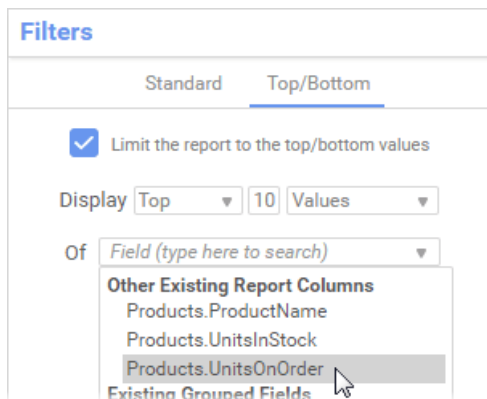 Filters
Standard Top/Bottom
Limit the report to the top/bottom values
Display Top 10 Values
Of Field (type here to search)
Other Existing Report Columns
Products.ProductName
Products.UnitsInStock
Products.UnitsOnOrder
Existing Grouped Fields